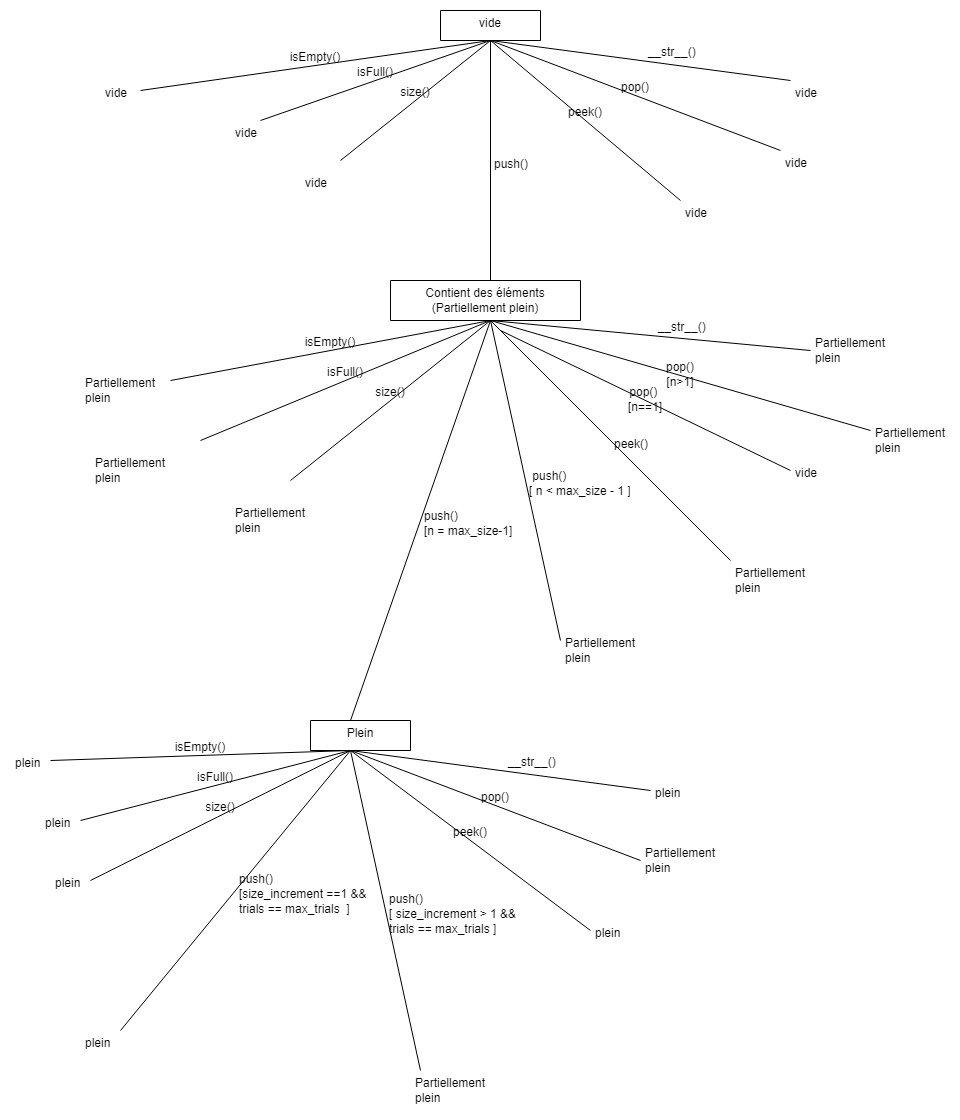 vide
isEmpty()
isFull()
size()
push()
peek()
pop()
__str__()
vide
vide
vide
vide
vide
vide
Contient des éléments
(Partiellement plein)
isEmpty()
isFull()
size()
push()
[n = max_size-1]
push()
[ n < max_size - 1 ]
peek()
pop()
[n==1]
pop()
[n>1]
__str__()
Partiellement
plein
Partiellement
plein
Partiellement
plein
Partiellement
plein
Partiellement
plein
vide
Partiellement
plein
Partiellement
plein
Plein
isEmpty()
isFull()
size()
push()
[size_increment ==1 &&
trials == max_trials  ]
push()
[ size_increment > 1 &&
trials == max_trials ]
peek()
pop()
__str__()
plein
plein
plein
plein
Partiellement
plein
plein
Partiellement
plein
plein